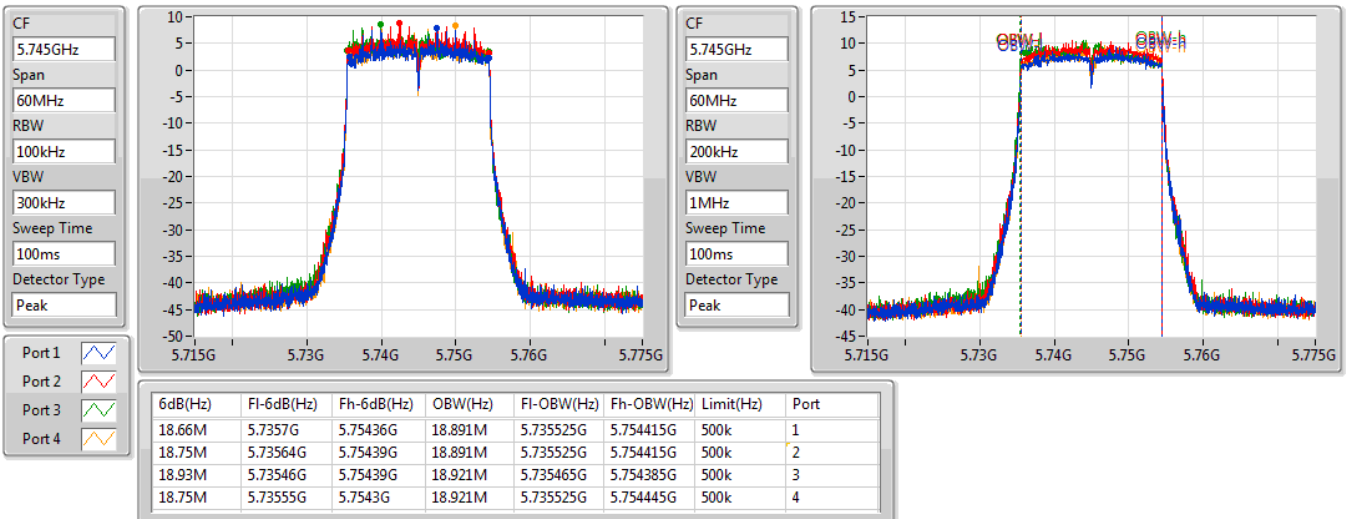 CF
5.745GHz
Span
60MHz
RBW
100kHz
VBW
300kHz
Sweep Time
100ms
Detector Type
Peak
10
5
0
-5
-10
-15
-20
-25
-30
-35
-40
-45
-50
5.715G 5.73G 5.74G 5.75G 5.76G 5.775G
CF
5.745GHz
Span
60MHz
RBW
200kHz
VBW
1MHz
Sweep Time
100ms
Detector Type
Peak
15
10
5
0
-5
-10
-15
-20
-25
-30
-35
-40
-45
OBW-l OBW-h
5.715G 5.73G 5.74G 5.75G 5.76G 5.775G
Port 1
Port 2
Port 3
Port 4
6dB(Hz) Fl-6dB(Hz) Fh-6dB(Hz) OBW(Hz) Fl-OBW(Hz) Fh-OBW(Hz) Limit(Hz) Port
18.66M 5.7357G 5.75436G 18.891M 5.735525G 5.754415G 500k 1
18.75M 5.73564G 5.75439G 18.891M 5.735525G 5.754415G 500k 2
18.93M 5.73546G 5.75439G 18.921M 5.735465G 5.754385G 500k 3
18.75M 5.73555G 5.7543G 18.921M 5.735525G 5.754445G 500k 4